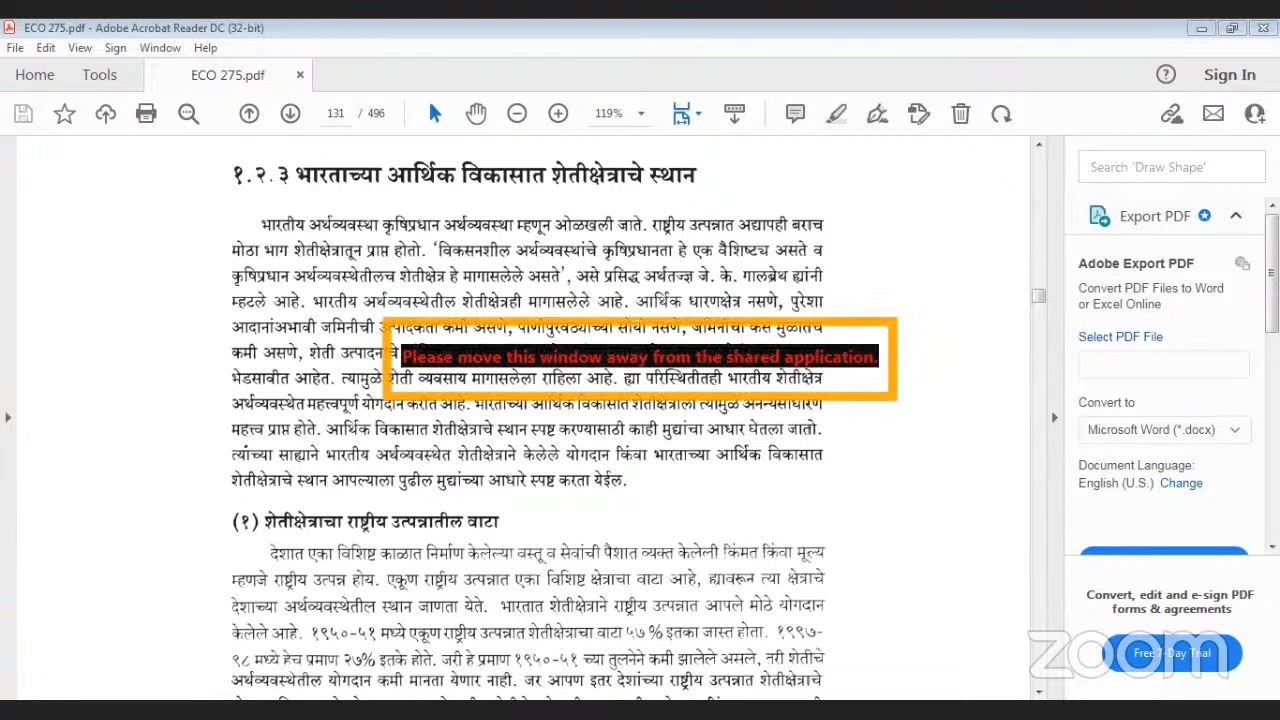 ECO 275.pdf - Adobe Acrobat Reader DC (32-bit)
File Edit View Sign Window Help
Home Tools ECO 275.pdf × Sign In
131 / 496 119%
Search 'Draw Shape'
Export PDF
Adobe Export PDF
Convert PDF Files to Word
or Excel Online
Select PDF File
Convert to
Microsoft Word (*.docx)
Document Language:
English (U.S.) Change
Convert, edit and e-sign PDF
forms & agreements
Free 7-Day Trial
zoom
१.२.३ भारताच्या आर्थिक विकासात शेतीक्षेत्राचे स्थान
भारतीय अर्थव्यवस्था कृषिप्रधान अर्थव्यवस्था म्हणून ओळखली जाते. राष्ट्रीय उत्पन्नात अद्यापही बराच
मोठा भाग शेतीक्षेत्रातून प्राप्त होतो. 'विकसनशील अर्थव्यवस्थांचे कृषिप्रधानता हे एक वैशिष्ट्य असते व
कृषिप्रधान अर्थव्यवस्थेतीलच शेतीक्षेत्र हे मागासलेले असते', असे प्रसिद्ध अर्थतज्ज्ञ जे. के. गालब्रेथ ह्यांनी
म्हटले आहे. भारतीय अर्थव्यवस्थेतील शेतीक्षेत्रही मागासलेले आहे. आर्थिक धारणक्षेत्र नसणे, पुरेशा
आदानांअभावी जमिनीची उत्पादकता कमी असणे, पाणीपुरवठ्याच्या सोयी नसणे, जमिनीचा कस मुळातच
कमी असणे, शेती उत्पादनाचे
Please move this window away from the shared application.
भेडसावीत आहेत. त्यामुळे शेती व्यवसाय मागासलेला राहिला आहे. ह्या परिस्थितीतही भारतीय शेतीक्षेत्र
अर्थव्यवस्थेत महत्त्वपूर्ण योगदान करीत आहे. भारताच्या आर्थिक विकासात शेतीक्षेत्राला त्यामुळे अनन्यसाधारण
महत्त्व प्राप्त होते. आर्थिक विकासात शेतीक्षेत्राचे स्थान स्पष्ट करण्यासाठी काही मुद्यांचा आधार घेतला जातो.
त्यांच्या साह्याने भारतीय अर्थव्यवस्थेत शेतीक्षेत्राने केलेले योगदान किंवा भारताच्या आर्थिक विकासात
शेतीक्षेत्राचे स्थान आपल्याला पुढील मुद्यांच्या आधारे स्पष्ट करता येईल.
(१) शेतीक्षेत्राचा राष्ट्रीय उत्पन्नातील वाटा
देशात एका विशिष्ट काळात निर्माण केलेल्या वस्तू व सेवांची पैशात व्यक्त केलेली किंमत किंवा मूल्य
म्हणजे राष्ट्रीय उत्पन्न होय. एकूण राष्ट्रीय उत्पन्नात एका विशिष्ट क्षेत्राचा वाटा आहे, ह्यावरून त्या क्षेत्राचे
देशाच्या अर्थव्यवस्थेतील स्थान जाणता येते. भारतात शेतीक्षेत्राने राष्ट्रीय उत्पन्नात आपले मोठे योगदान
केलेले आहे. १९५०-५१ मध्ये एकूण राष्ट्रीय उत्पन्नात शेतीक्षेत्राचा वाटा ५७% इतका जास्त होता. १९९७-
९८ मध्ये हेच प्रमाण २७% इतके होते. जरी हे प्रमाण १९५०-५१ च्या तुलनेने कमी झालेले असले, तरी शेतीचे
अर्थव्यवस्थेतील योगदान कमी मानता येणार नाही. जर आपण इतर देशांच्या राष्ट्रीय उत्पन्नात शेतीक्षेत्राचे